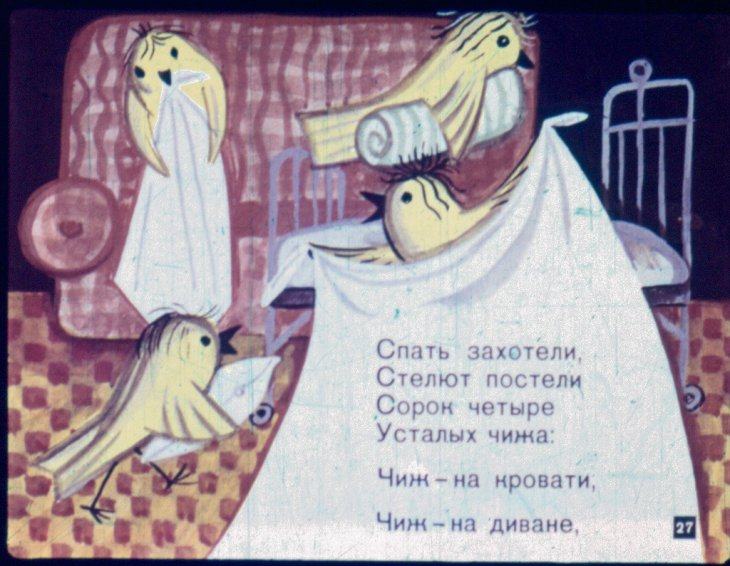 Спать захотели,
Стелют постели
Сорок четыре
Усталых чижа:
Чиж – на кровати,
Чиж – на диване,
27